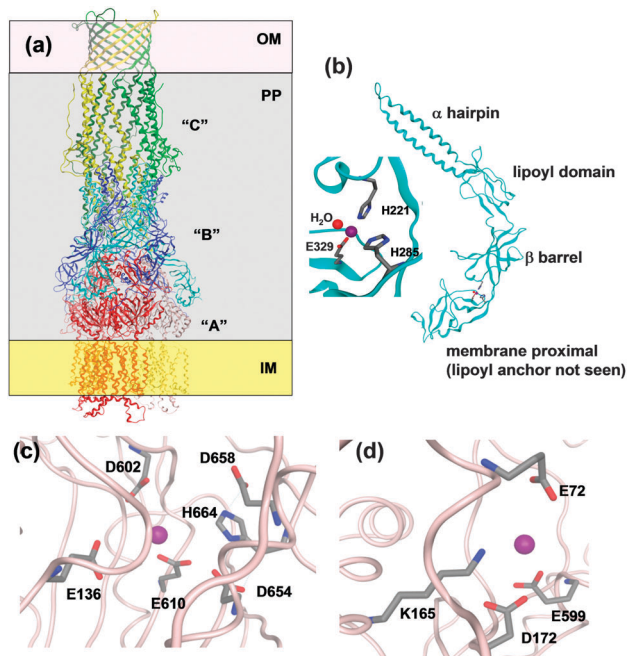 (a)
OM
PP
"C"
"B"
"A"
IM
(b)
α hairpin
lipoyl domain
H221
H₂O
E329
H285
β barrel
membrane proximal
(lipoyl anchor not seen)
(c)
D602
D658
H664
E136
E610
D654
(d)
E72
K165
E599
D172